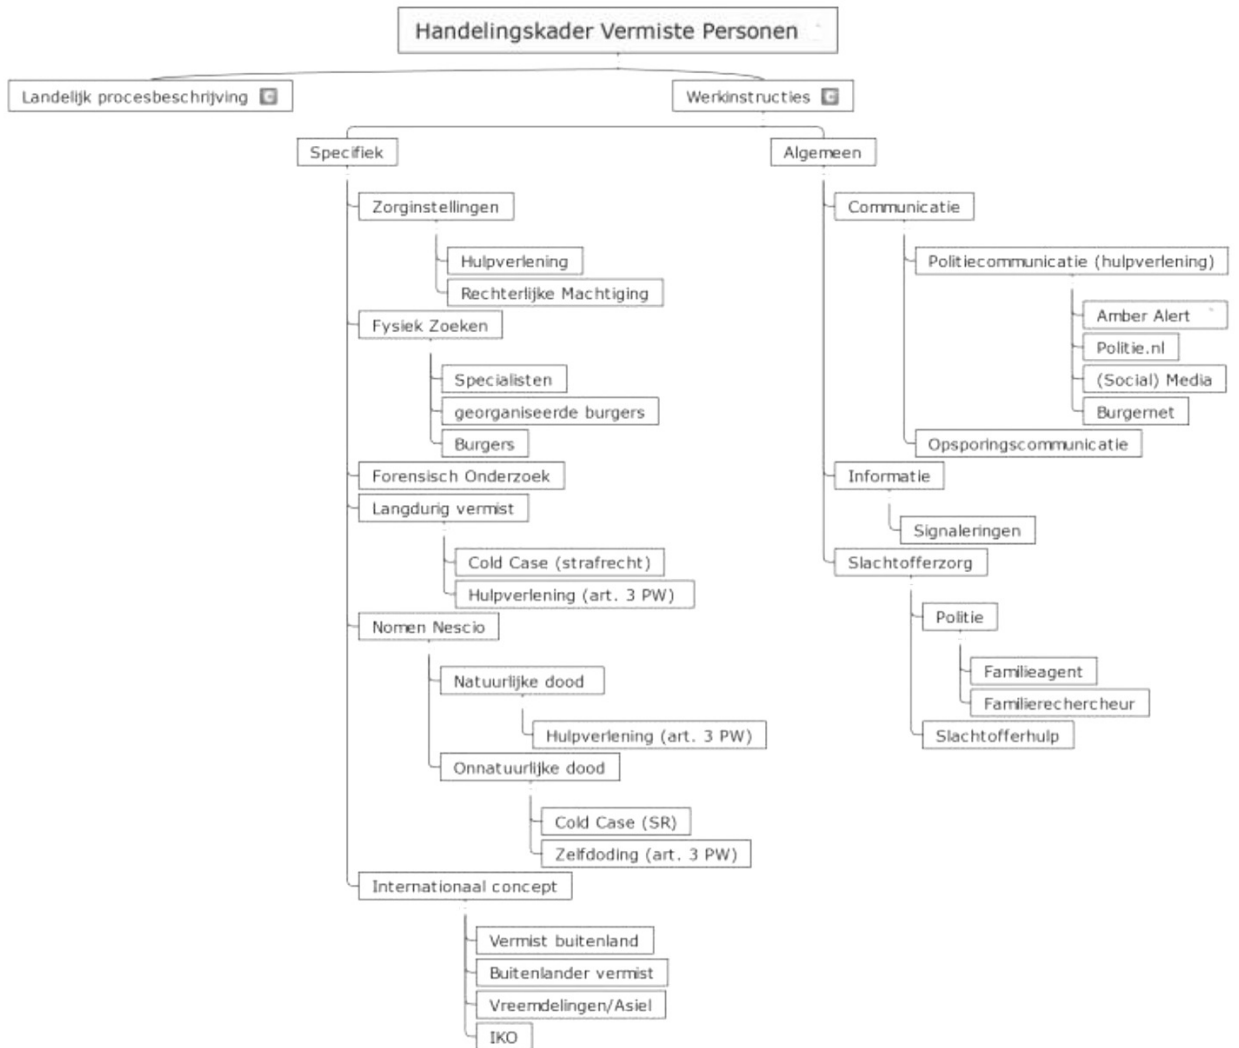 Handelingskader Vermiste Personen
Landelijk procesbeschrijving
Werkinstructies
Specifiek
Zorginstellingen
Hulpverlening
Rechterlijke Machtiging
Fysiek Zoeken
Specialisten
georganiseerde burgers
Burgers
Forensisch Onderzoek
Langdurig vermist
Cold Case (strafrecht)
Hulpverlening (art. 3 PW)
Nomen Nescio
Natuurlijke dood
Hulpverlening (art. 3 PW)
Onnatuurlijke dood
Cold Case (SR)
Zelfdoding (art. 3 PW)
Internationaal concept
Vermist buitenland
Buitenlander vermist
Vreemdelingen/Asiel
IKO
Algemeen
Communicatie
Politiecommunicatie (hulpverlening)
Amber Alert
Politie.nl
(Social) Media
Burgernet
Opsporingscommunicatie
Informatie
Signaleringen
Slachtofferzorg
Politie
Familieagent
Familierechercheur
Slachtofferhulp